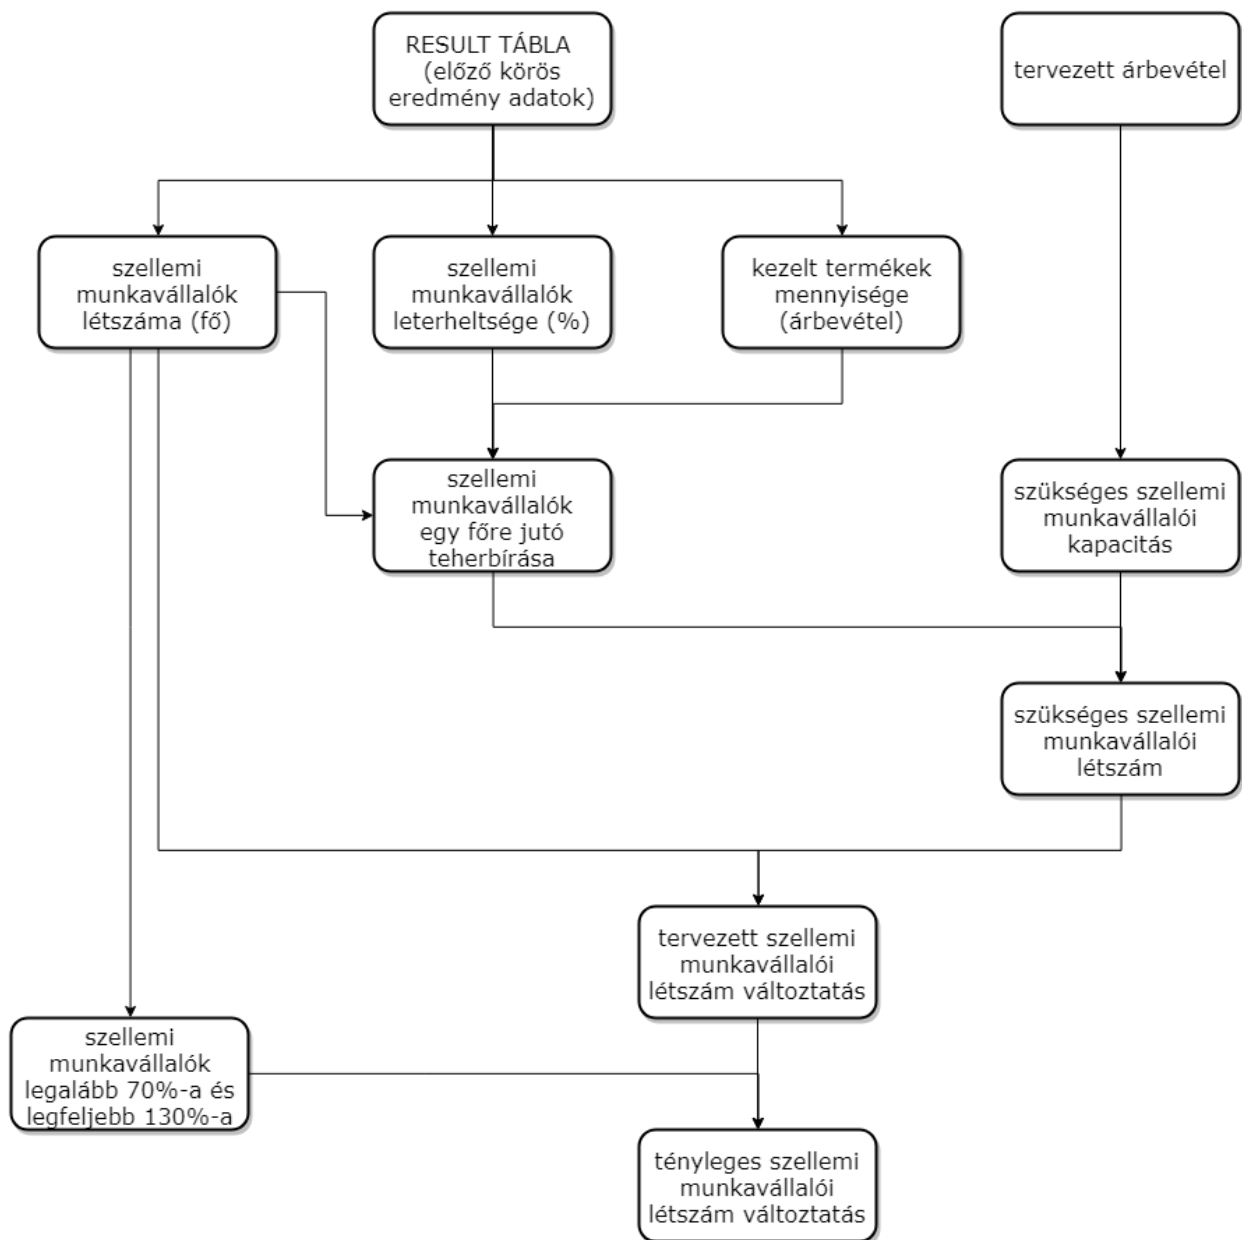 RESULT TÁBLA
(előző körös
eredmény adatok)
tervezett árbevétel
szellemi
munkavállalók
létszáma (fő)
szellemi
munkavállalók
leterheltsége (%)
kezelt termékek
mennyisége
(árbevétel)
szellemi
munkavállalók
egy főre jutó
teherbírása
szükséges szellemi
munkavállalói
kapacitás
szükséges szellemi
munkavállalói
létszám
tervezett szellemi
munkavállalói
létszám változtatás
szellemi
munkavállalók
legalább 70%-a és
legfeljebb 130%-a
tényleges szellemi
munkavállalói
létszám változtatás